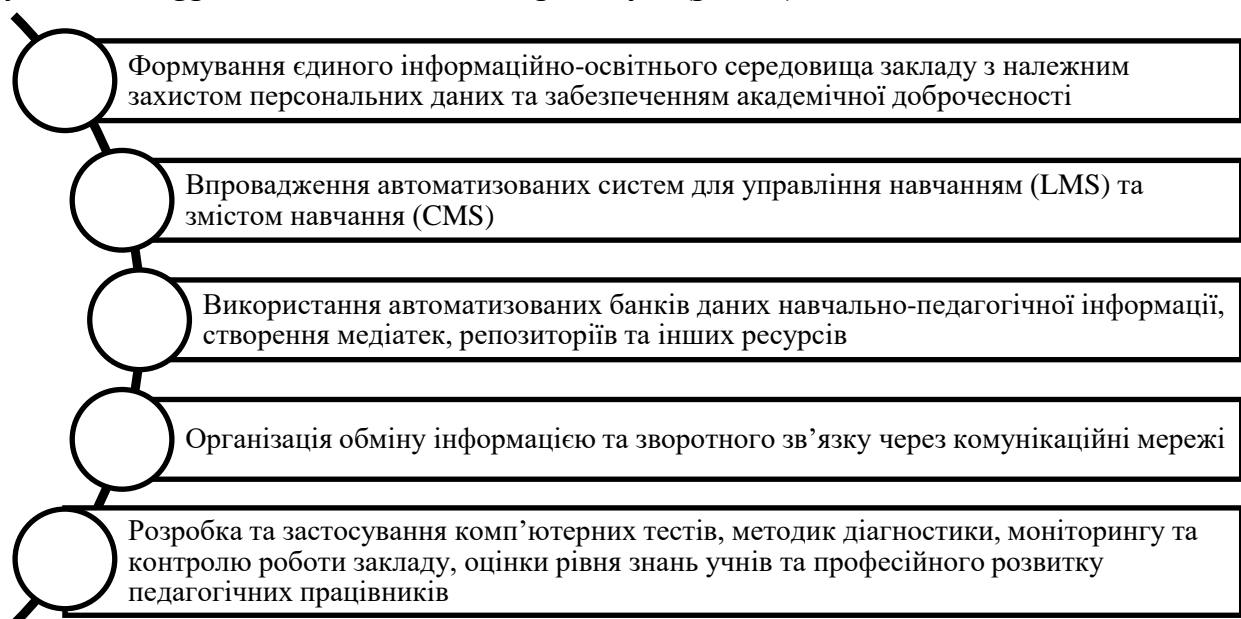 Формування єдиного інформаційно-освітнього середовища закладу з належним
захистом персональних даних та забезпеченням академічної доброчесності
Впровадження автоматизованих систем для управління навчанням (LMS) та
змістом навчання (CMS)
Використання автоматизованих банків даних навчально-педагогічної інформації,
створення медіатек, репозиторіїв та інших ресурсів
Організація обміну інформацією та зворотного зв’язку через комунікаційні мережі
Розробка та застосування комп’ютерних тестів, методик діагностики, моніторингу та
контролю роботи закладу, оцінки рівня знань учнів та професійного розвитку
педагогічних працівників